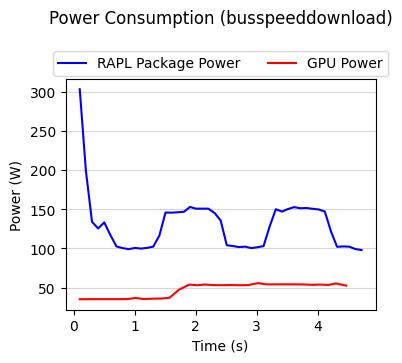 Power Consumption (busspeeddownload)
RAPL Package Power
GPU Power
300
250
200
150
100
50
Power (W)
0
1
2
3
4
Time (s)